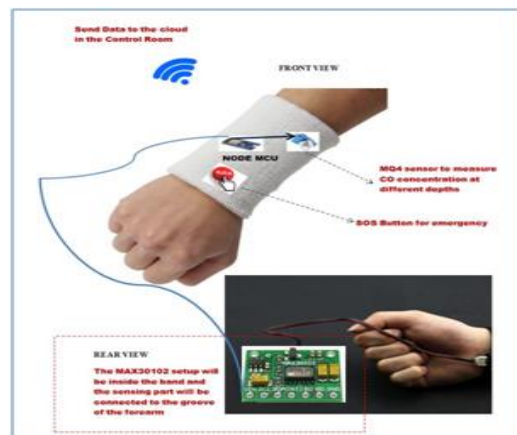 Send Data to the cloud
in the Control Room
FRONT VIEW
NODE MCU
MQ4 sensor to measure
CO concentration at
different depths
SOS Button for emergency
REAR VIEW
The MAX30102 setup will
be inside the band and
the sensing part will be
connected to the groove
of the forearm